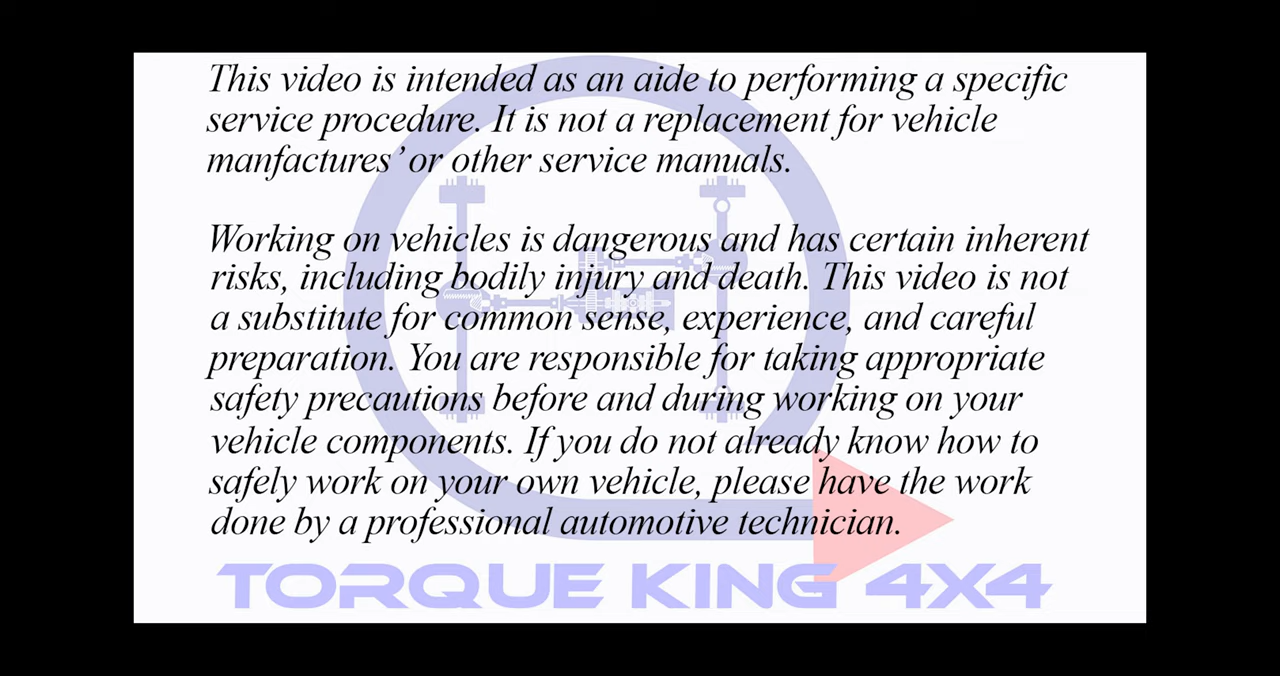 This video is intended as an aide to performing a specific
service procedure. It is not a replacement for vehicle
manfactures’ or other service manuals.
Working on vehicles is dangerous and has certain inherent
risks, including bodily injury and death. This video is not
a substitute for common sense, experience, and careful
preparation. You are responsible for taking appropriate
safety precautions before and during working on your
vehicle components. If you do not already know how to
safely work on your own vehicle, please have the work
done by a professional automotive technician.
TORQUE KING 4X4